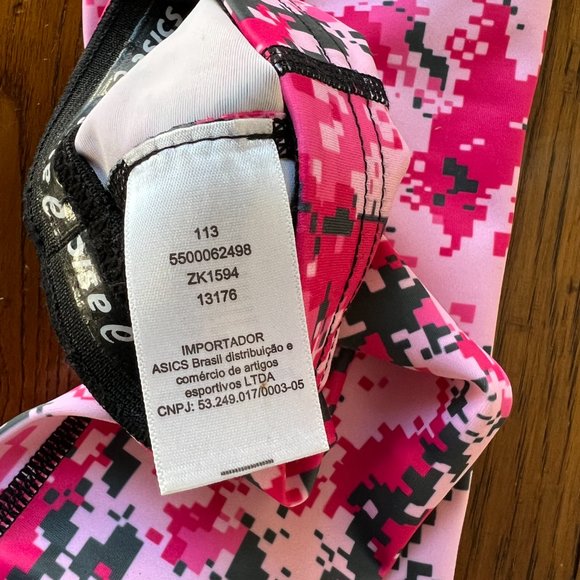 ASICS
113
5500062498
ZK1594
13176
IMPORTADOR
ASICS Brasil distribuição e
comércio de artigos
esportivos LTDA
CNPJ: 53.249.017/0003-05